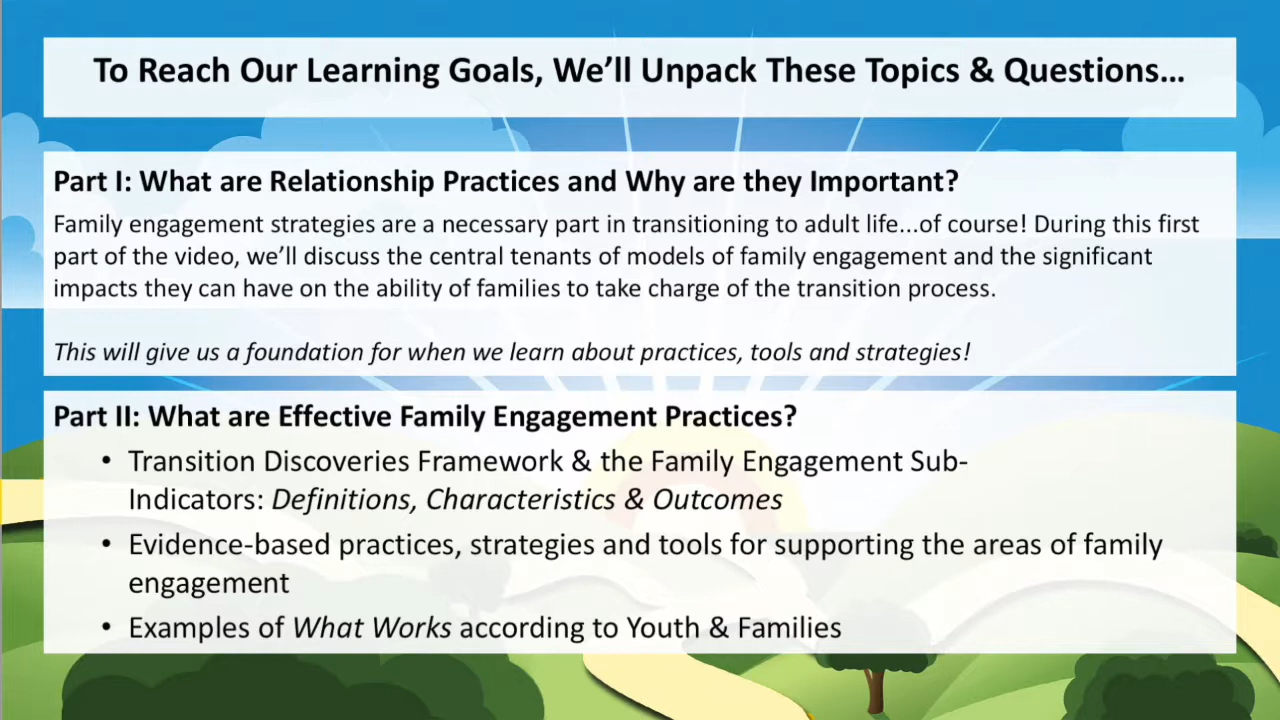 To Reach Our Learning Goals, We’ll Unpack These Topics & Questions...
Part I: What are Relationship Practices and Why are they Important?
Family engagement strategies are a necessary part in transitioning to adult life...of course! During this first
part of the video, we’ll discuss the central tenants of models of family engagement and the significant
impacts they can have on the ability of families to take charge of the transition process.
This will give us a foundation for when we learn about practices, tools and strategies!
Part II: What are Effective Family Engagement Practices?
• Transition Discoveries Framework & the Family Engagement Sub-
Indicators: Definitions, Characteristics & Outcomes
• Evidence-based practices, strategies and tools for supporting the areas of family
engagement
• Examples of What Works according to Youth & Families